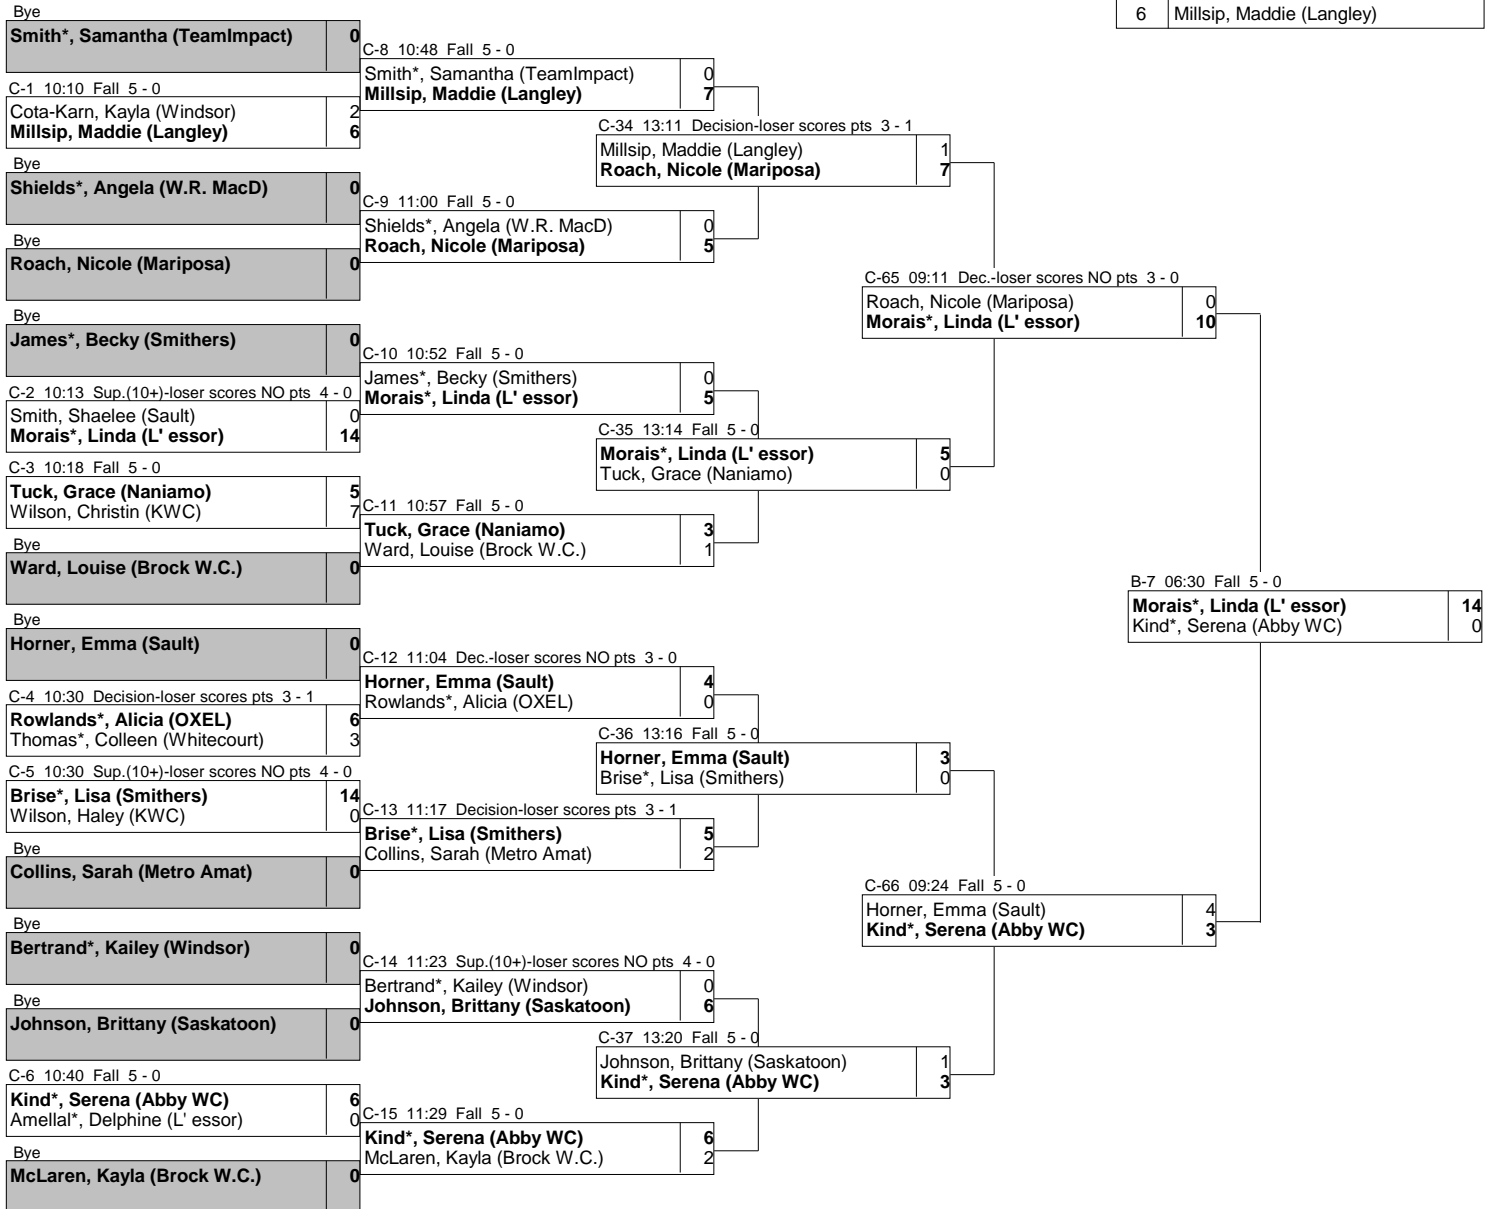 6 Millsip, Maddie (Langley)
Bye
Smith*, Samantha (TeamImpact) 0
C-1 10:10 Fall 5 - 0
Cota-Karn, Kayla (Windsor) 2
Millsip, Maddie (Langley) 6
Bye
Shields*, Angela (W.R. MacD) 0
Bye
Roach, Nicole (Mariposa) 0
Bye
James*, Becky (Smithers) 0
C-2 10:13 Sup.(10+)-loser scores NO pts 4 - 0
Smith, Shaelee (Sault) 0
Morais*, Linda (L' essor) 14
C-3 10:18 Fall 5 - 0
Tuck, Grace (Naniamo) 5
Wilson, Christin (KWC) 7
Bye
Ward, Louise (Brock W.C.) 0
Bye
Horner, Emma (Sault) 0
C-4 10:30 Decision-loser scores pts 3 - 1
Rowlands*, Alicia (OXEL) 6
Thomas*, Colleen (Whitecourt) 3
C-5 10:30 Sup.(10+)-loser scores NO pts 4 - 0
Brise*, Lisa (Smithers) 14
Wilson, Haley (KWC) 0
Bye
Collins, Sarah (Metro Amat) 0
Bye
Bertrand*, Kailey (Windsor) 0
Bye
Johnson, Brittany (Saskatoon) 0
C-6 10:40 Fall 5 - 0
Kind*, Serena (Abby WC) 6
Amellal*, Delphine (L' essor) 0
Bye
McLaren, Kayla (Brock W.C.) 0
C-8 10:48 Fall 5 - 0
Smith*, Samantha (TeamImpact) 0
Millsip, Maddie (Langley) 7
C-9 11:00 Fall 5 - 0
Shields*, Angela (W.R. MacD) 0
Roach, Nicole (Mariposa) 5
C-10 10:52 Fall 5 - 0
James*, Becky (Smithers) 0
Morais*, Linda (L' essor) 5
C-11 10:57 Fall 5 - 0
Tuck, Grace (Naniamo) 3
Ward, Louise (Brock W.C.) 1
C-12 11:04 Dec.-loser scores NO pts 3 - 0
Horner, Emma (Sault) 4
Rowlands*, Alicia (OXEL) 0
C-13 11:17 Decision-loser scores pts 3 - 1
Brise*, Lisa (Smithers) 5
Collins, Sarah (Metro Amat) 2
C-14 11:23 Sup.(10+)-loser scores NO pts 4 - 0
Bertrand*, Kailey (Windsor) 0
Johnson, Brittany (Saskatoon) 6
C-15 11:29 Fall 5 - 0
Kind*, Serena (Abby WC) 6
McLaren, Kayla (Brock W.C.) 2
C-34 13:11 Decision-loser scores pts 3 - 1
Millsip, Maddie (Langley) 1
Roach, Nicole (Mariposa) 7
C-35 13:14 Fall 5 - 0
Morais*, Linda (L' essor) 5
Tuck, Grace (Naniamo) 0
C-36 13:16 Fall 5 - 0
Horner, Emma (Sault) 3
Brise*, Lisa (Smithers) 0
C-37 13:20 Fall 5 - 0
Johnson, Brittany (Saskatoon) 1
Kind*, Serena (Abby WC) 3
C-65 09:11 Dec.-loser scores NO pts 3 - 0
Roach, Nicole (Mariposa) 0
Morais*, Linda (L' essor) 10
C-66 09:24 Fall 5 - 0
Horner, Emma (Sault) 4
Kind*, Serena (Abby WC) 3
B-7 06:30 Fall 5 - 0
Morais*, Linda (L' essor) 14
Kind*, Serena (Abby WC) 0